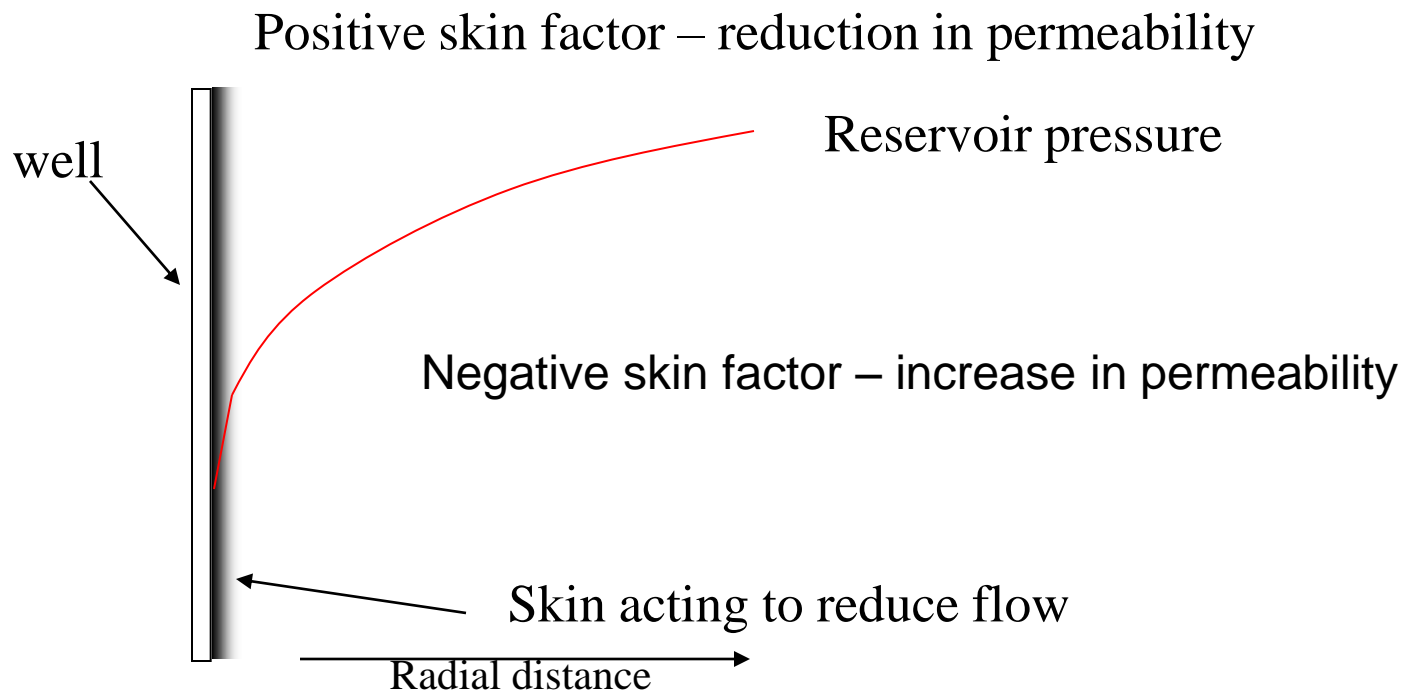 Positive skin factor – reduction in permeability
Reservoir pressure
well
Negative skin factor – increase in permeability
Skin acting to reduce flow
Radial distance